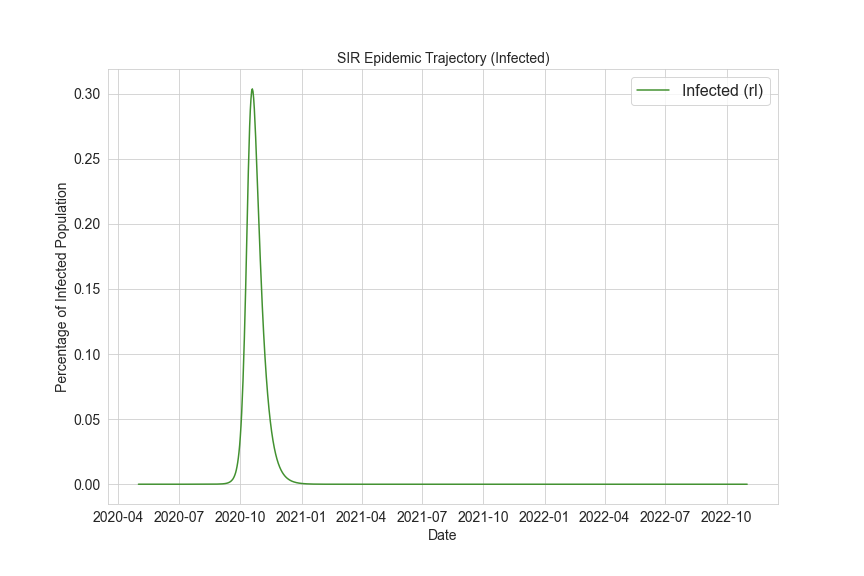 SIR Epidemic Trajectory (Infected)
Infected (rI)
Percentage of Infected Population
0.30
0.25
0.20
0.15
0.10
0.05
0.00
2020-04 2020-07 2020-10 2021-01 2021-04 2021-07 2021-10 2022-01 2022-04 2022-07 2022-10
Date